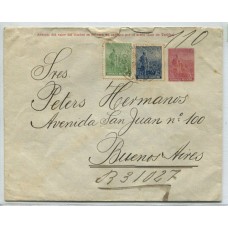 110
Sres.
Peters Hermanos
Avenida San Juan nº 100
Buenos Aires
R 31027